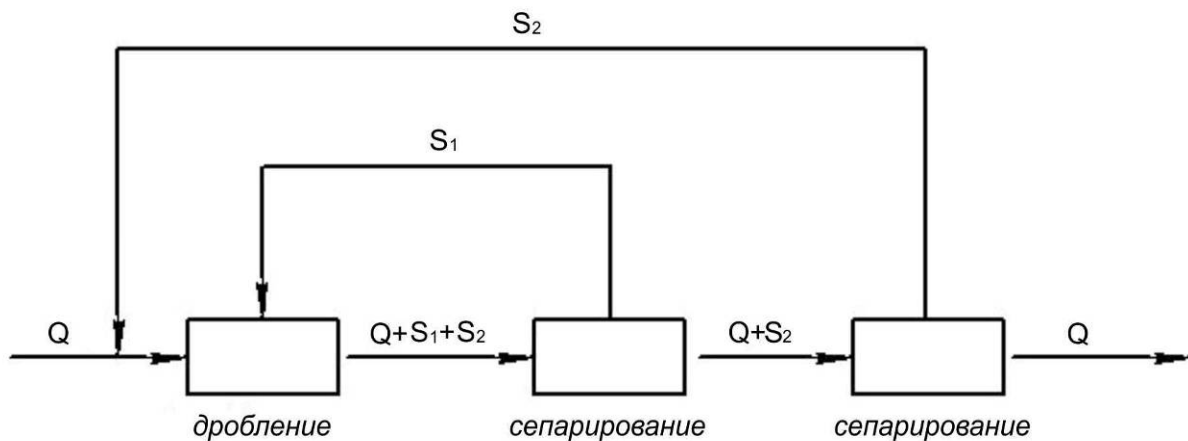 S₂
S₁
Q
Q+S₁+S₂
Q+S₂
Q
дробление
сепарирование
сепарирование